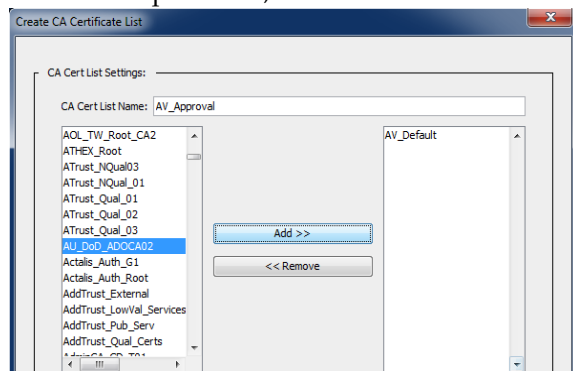 Create CA Certificate List
x
CA Cert List Settings:
CA Cert List Name: AV_Approval
AOL_TW_Root_CA2
ATHEX_Root
ATrust_NQual03
ATrust_NQual_01
ATrust_Qual_01
ATrust_Qual_02
ATrust_Qual_03
AU_DoD_ADOCA02
Actalis_Auth_G1
Actalis_Auth_Root
AddTrust_External
AddTrust_LowVal_Services
AddTrust_Pub_Serv
AddTrust_Qual_Certs
Add >>
<< Remove
AV_Default